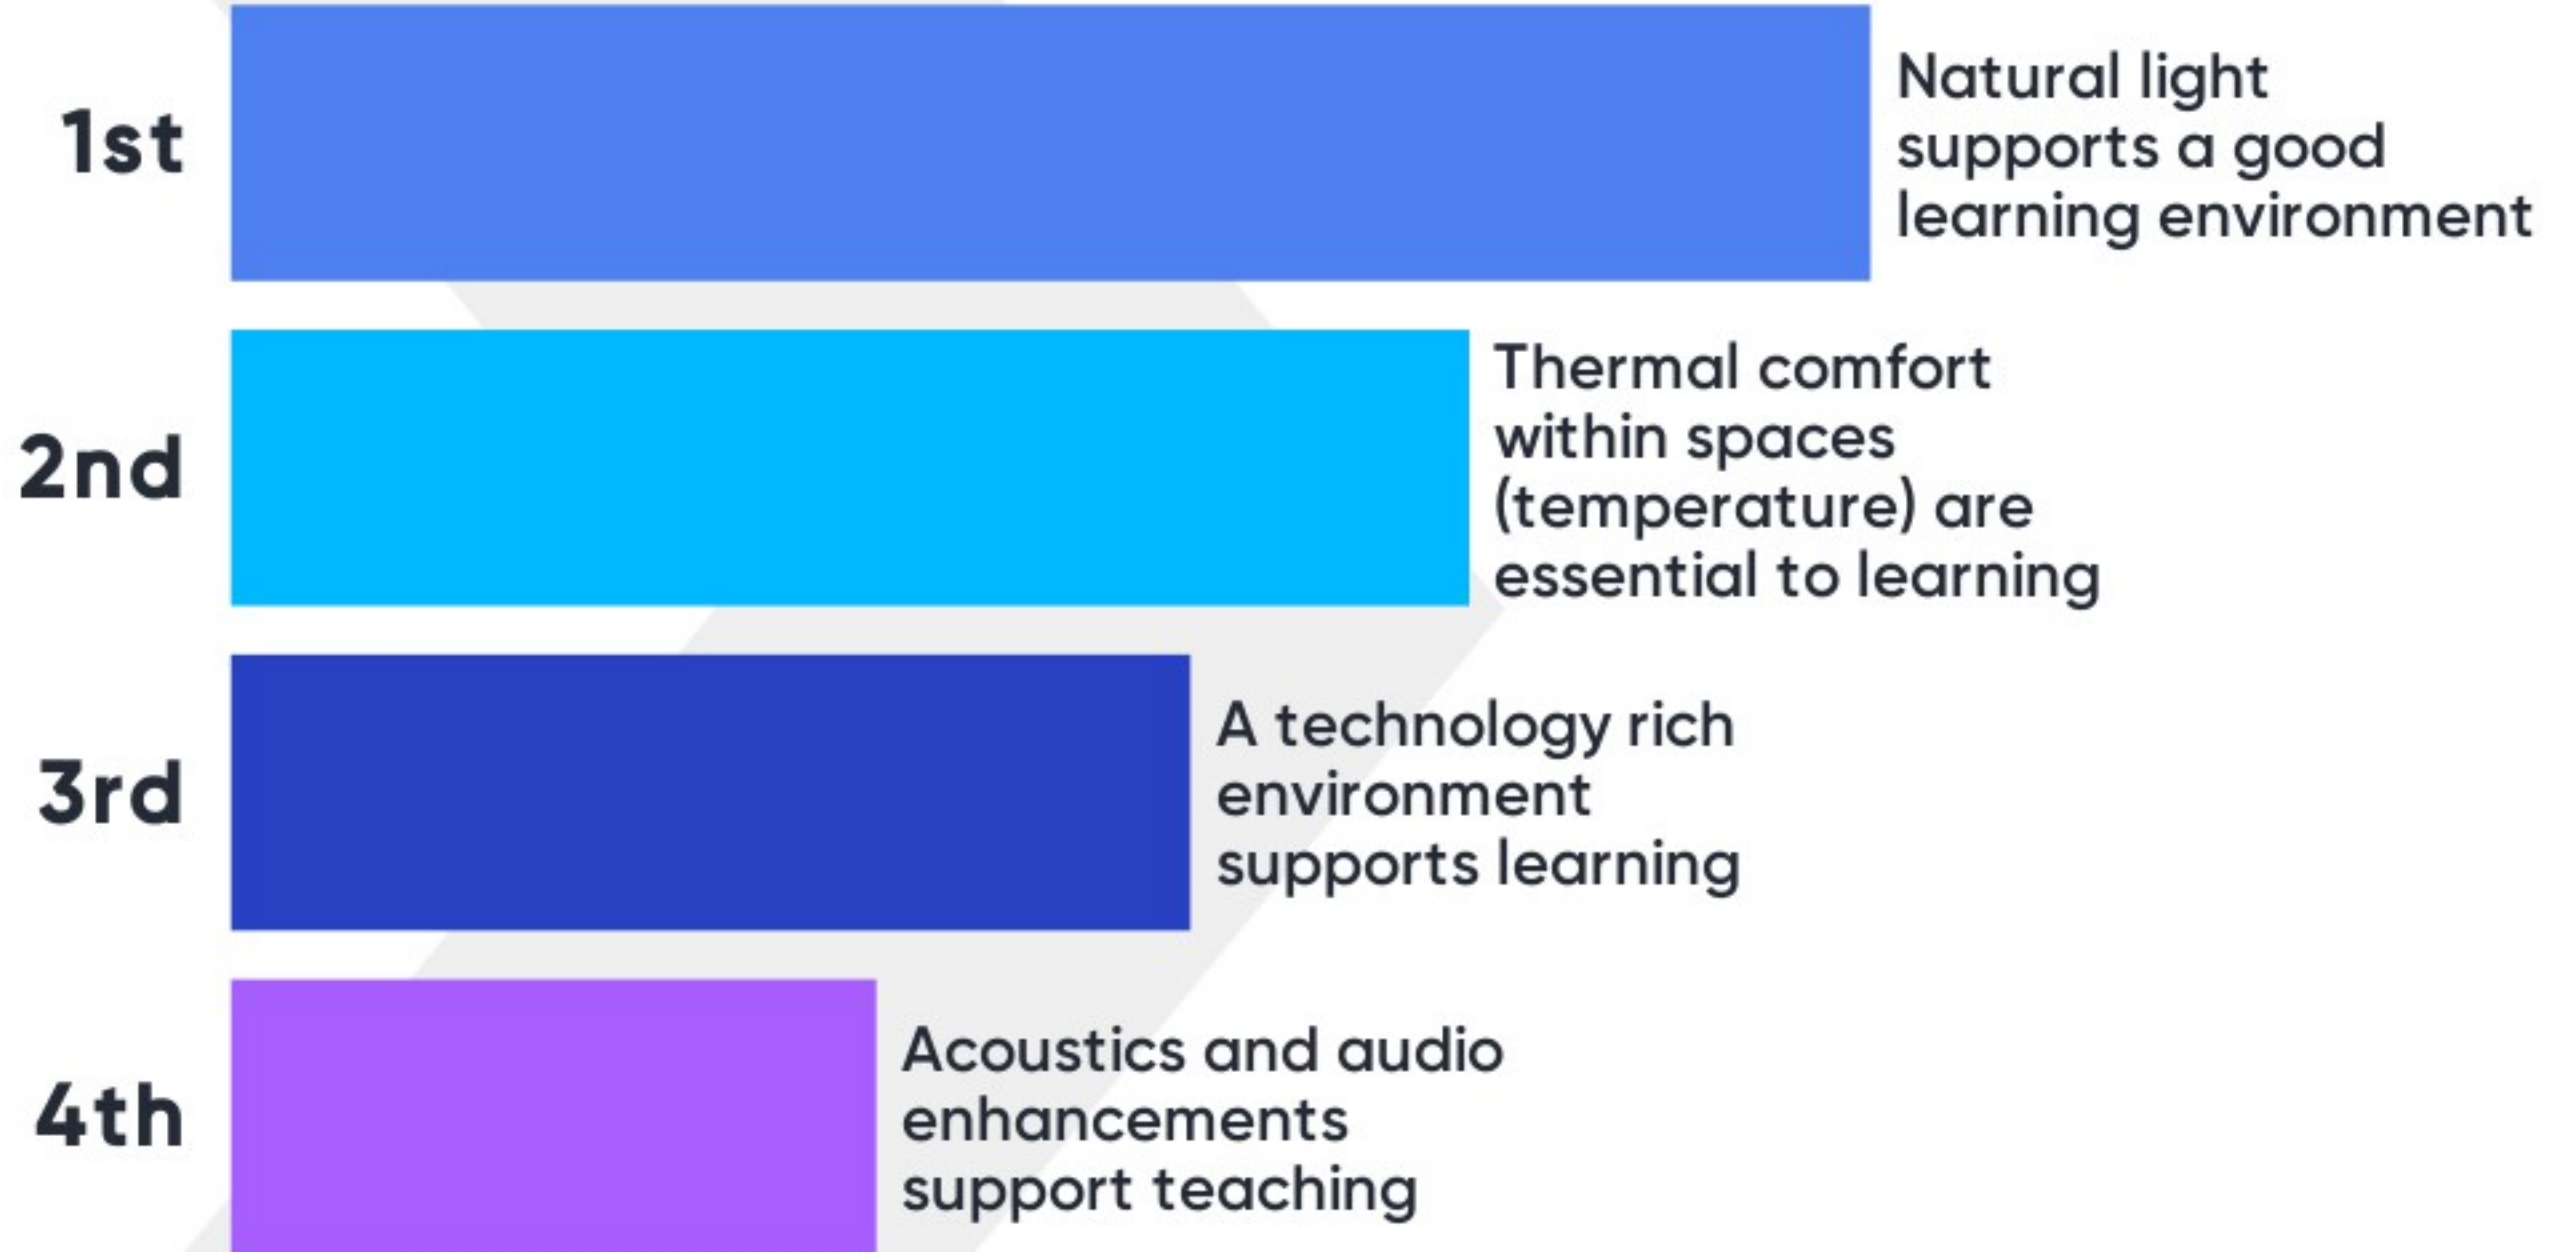 1st
Natural light
supports a good
learning environment
2nd
Thermal comfort
within spaces
(temperature) are
essential to learning
3rd
A technology rich
environment
supports learning
4th
Acoustics and audio
enhancements
support teaching